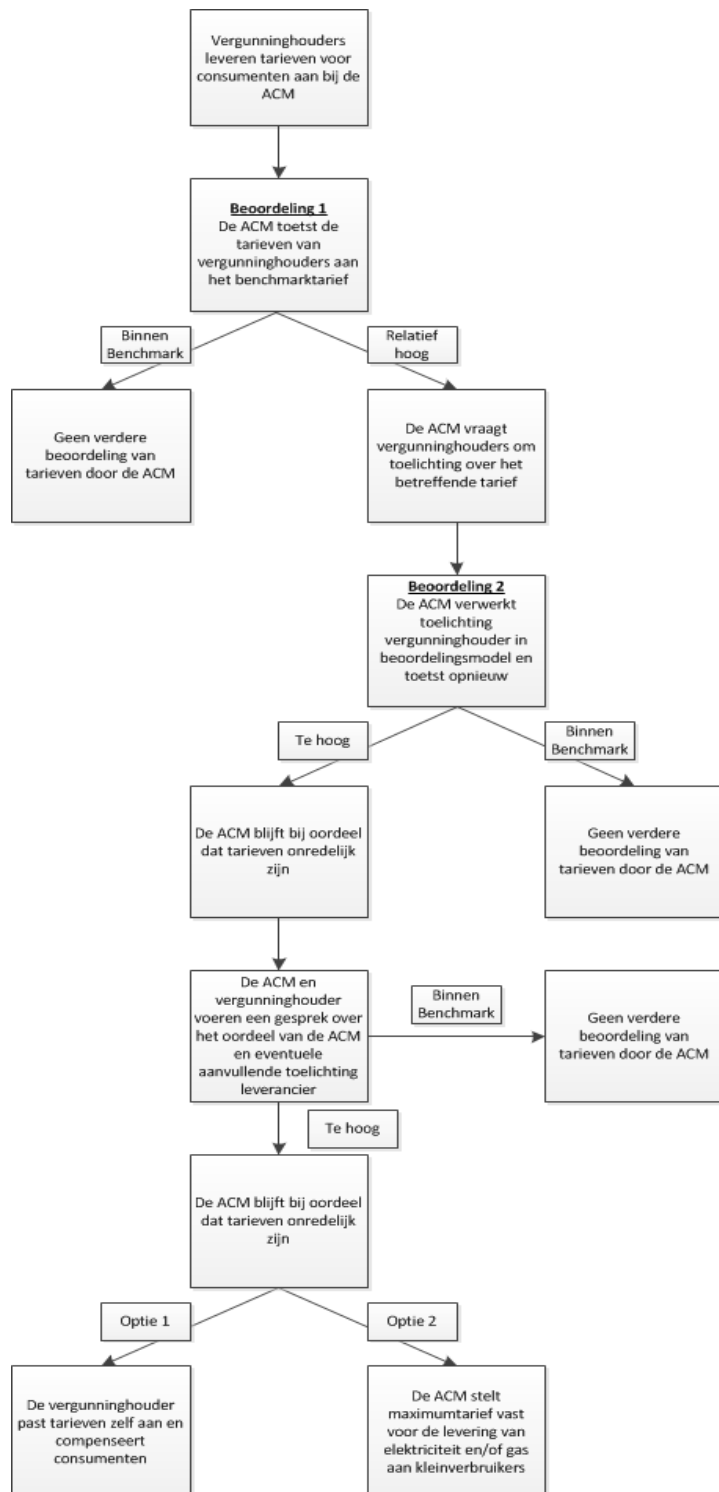 Vergunninghouders
leveren tarieven voor
consumenten aan bij de
ACM
Beoordeling 1
De ACM toetst de
tarieven van
vergunninghouders aan
het benchmarktarief
Binnen
Benchmark
Relatief
hoog
Geen verdere
beoordeling van
tarieven door de ACM
De ACM vraagt
vergunninghouders om
toelichting over het
betreffende tarief
Beoordeling 2
De ACM verwerkt
toelichting
vergunninghouder in
beoordelingsmodel en
toetst opnieuw
Te hoog
Binnen
Benchmark
De ACM blijft bij oordeel
dat tarieven onredelijk
zijn
Geen verdere
beoordeling van
tarieven door de ACM
De ACM en
vergunninghouder
voeren een gesprek over
het oordeel van de ACM
en eventuele
aanvullende toelichting
leverancier
Binnen
Benchmark
Geen verdere
beoordeling van
tarieven door de ACM
Te hoog
De ACM blijft bij oordeel
dat tarieven onredelijk
zijn
Optie 1
Optie 2
De vergunninghouder
past tarieven zelf aan en
compenseert
consumenten
De ACM stelt
maximumtarief vast
voor de levering van
elektriciteit en/of gas
aan kleinverbruikers